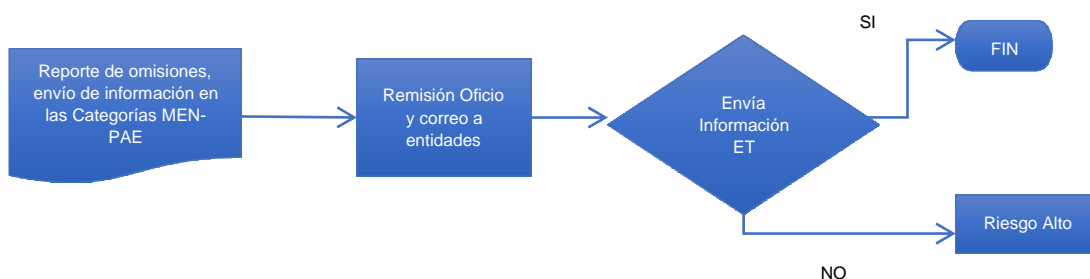 Reporte de omisiones,
envío de información en
las Categorías MEN-
PAE
Remisión Oficio
y correo a
entidades
Envía
Información
ET
SI
FIN
Riesgo Alto
NO